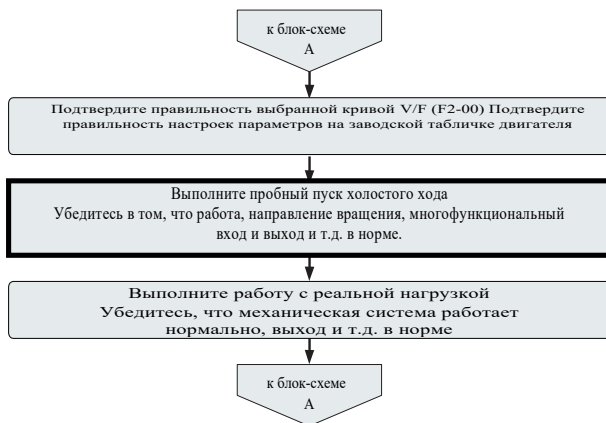 к блок-схеме
А
Подтвердите правильность выбранной кривой V/F (F2-00) Подтвердите
правильность настроек параметров на заводской табличке двигателя
Выполните пробный пуск холостого хода
Убедитесь в том, что работа, направление вращения, многофункциональный
вход и выход и т.д. в норме.
Выполните работу с реальной нагрузкой
Убедитесь, что механическая система работает
нормально, выход и т.д. в норме
к блок-схеме
А